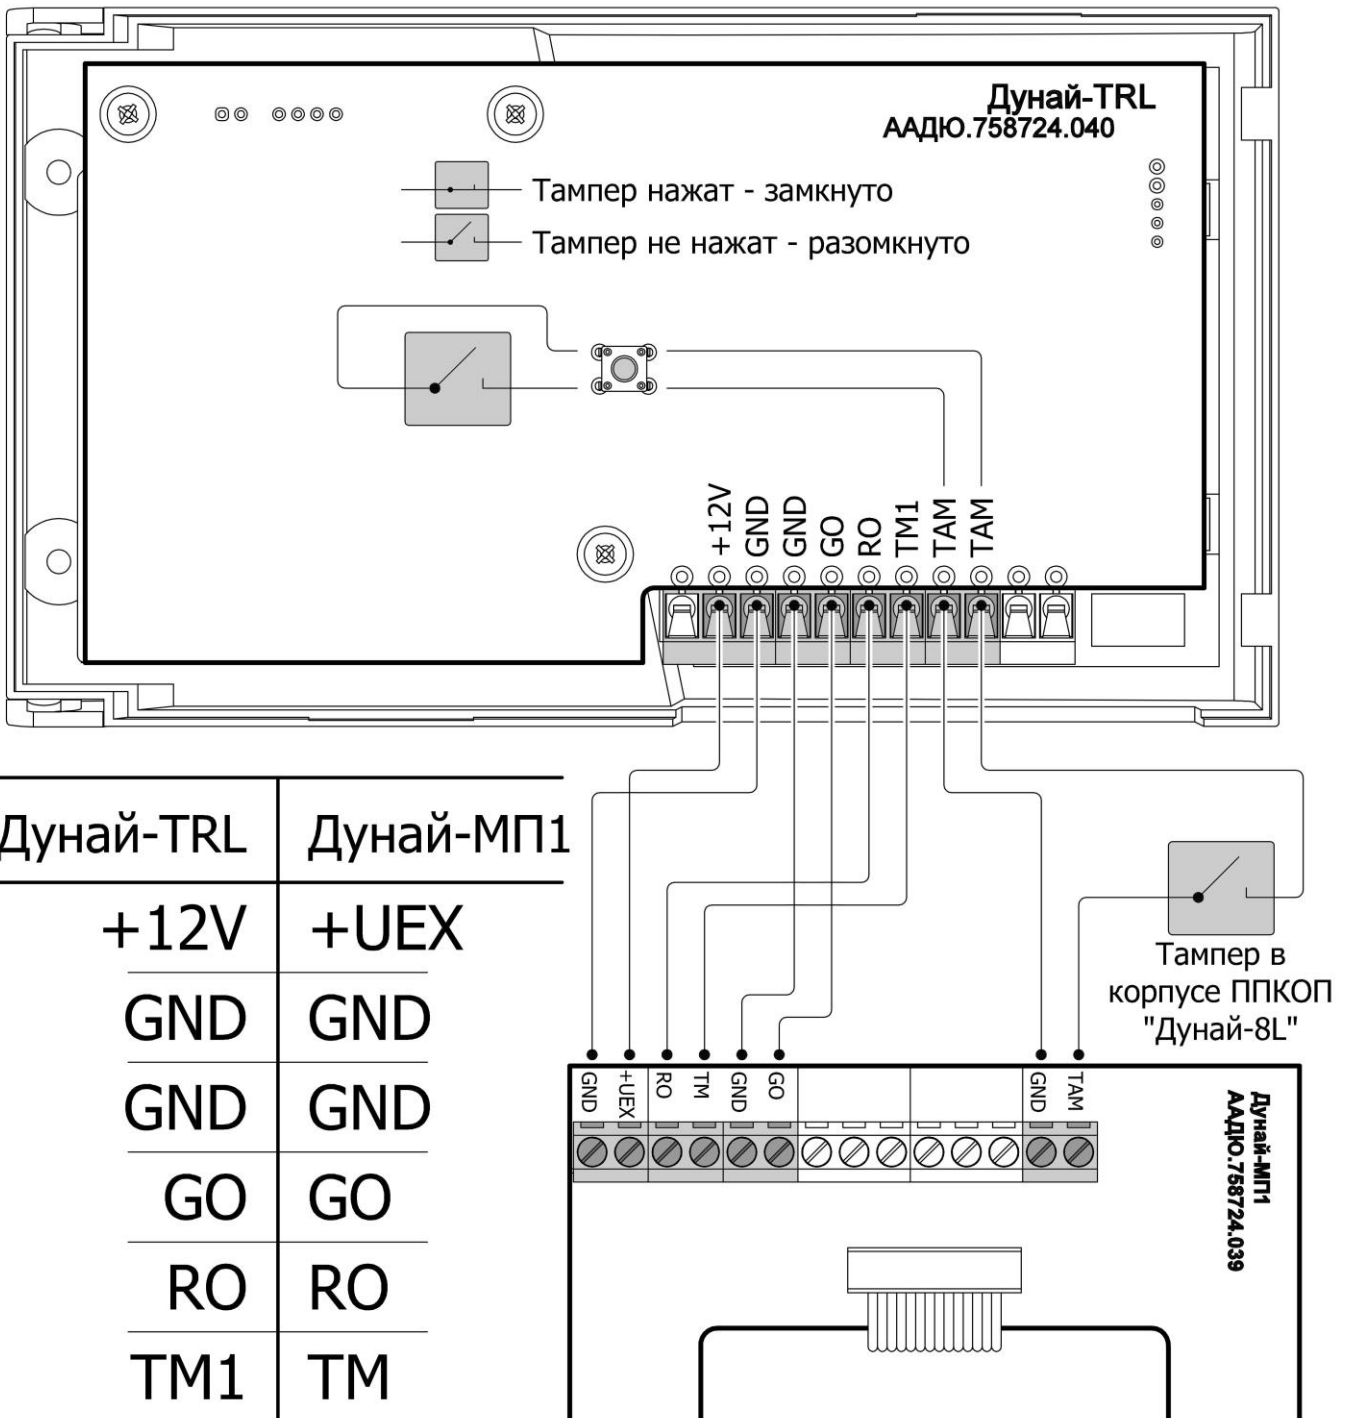 Дунай-TRL
ААДЮ.758724.040
Тампер нажат - замкнуто
Тампер не нажат - разомкнуто
+12V GND GND GO RO TM1 TAM TAM
Дунай-TRL Дунай-МП1
+12V +UEX
GND GND
GND GND
GO GO
RO RO
TM1 TM
Тампер в
корпусе ППКОП
"Дунай-8L"
GND +UEX RO TM GND GO GND TAM
Дунай-МП1
ААДЮ.758724.039